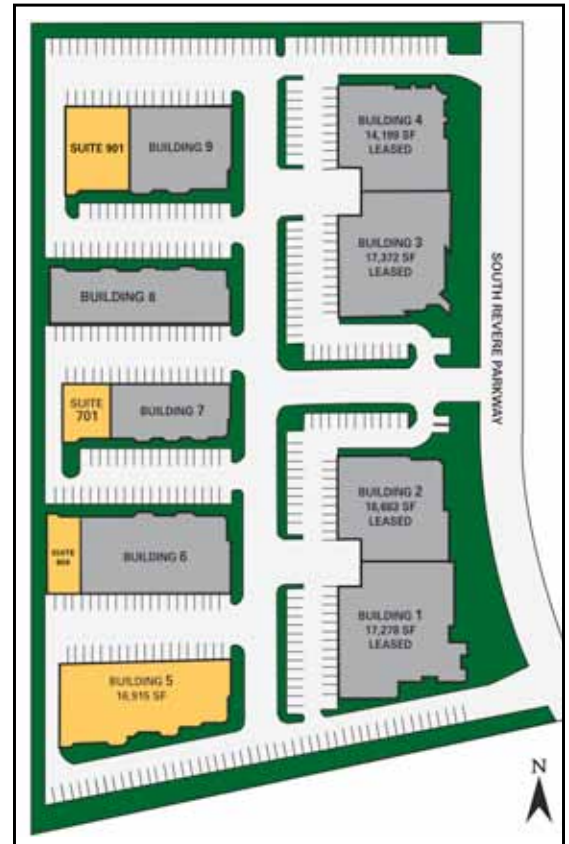 BUILDING 4
14,199 SF
LEASED
SUITE 901
BUILDING 9
BUILDING 3
17,372 SF
LEASED
SOUTH REVERE PARKWAY
BUILDING 8
SUITE
701
BUILDING 7
BUILDING 2
LEASED
SUITE
BUILDING 6
BUILDING 1
17,278 SF
LEASED
BUILDING 5
16,915 SF
N